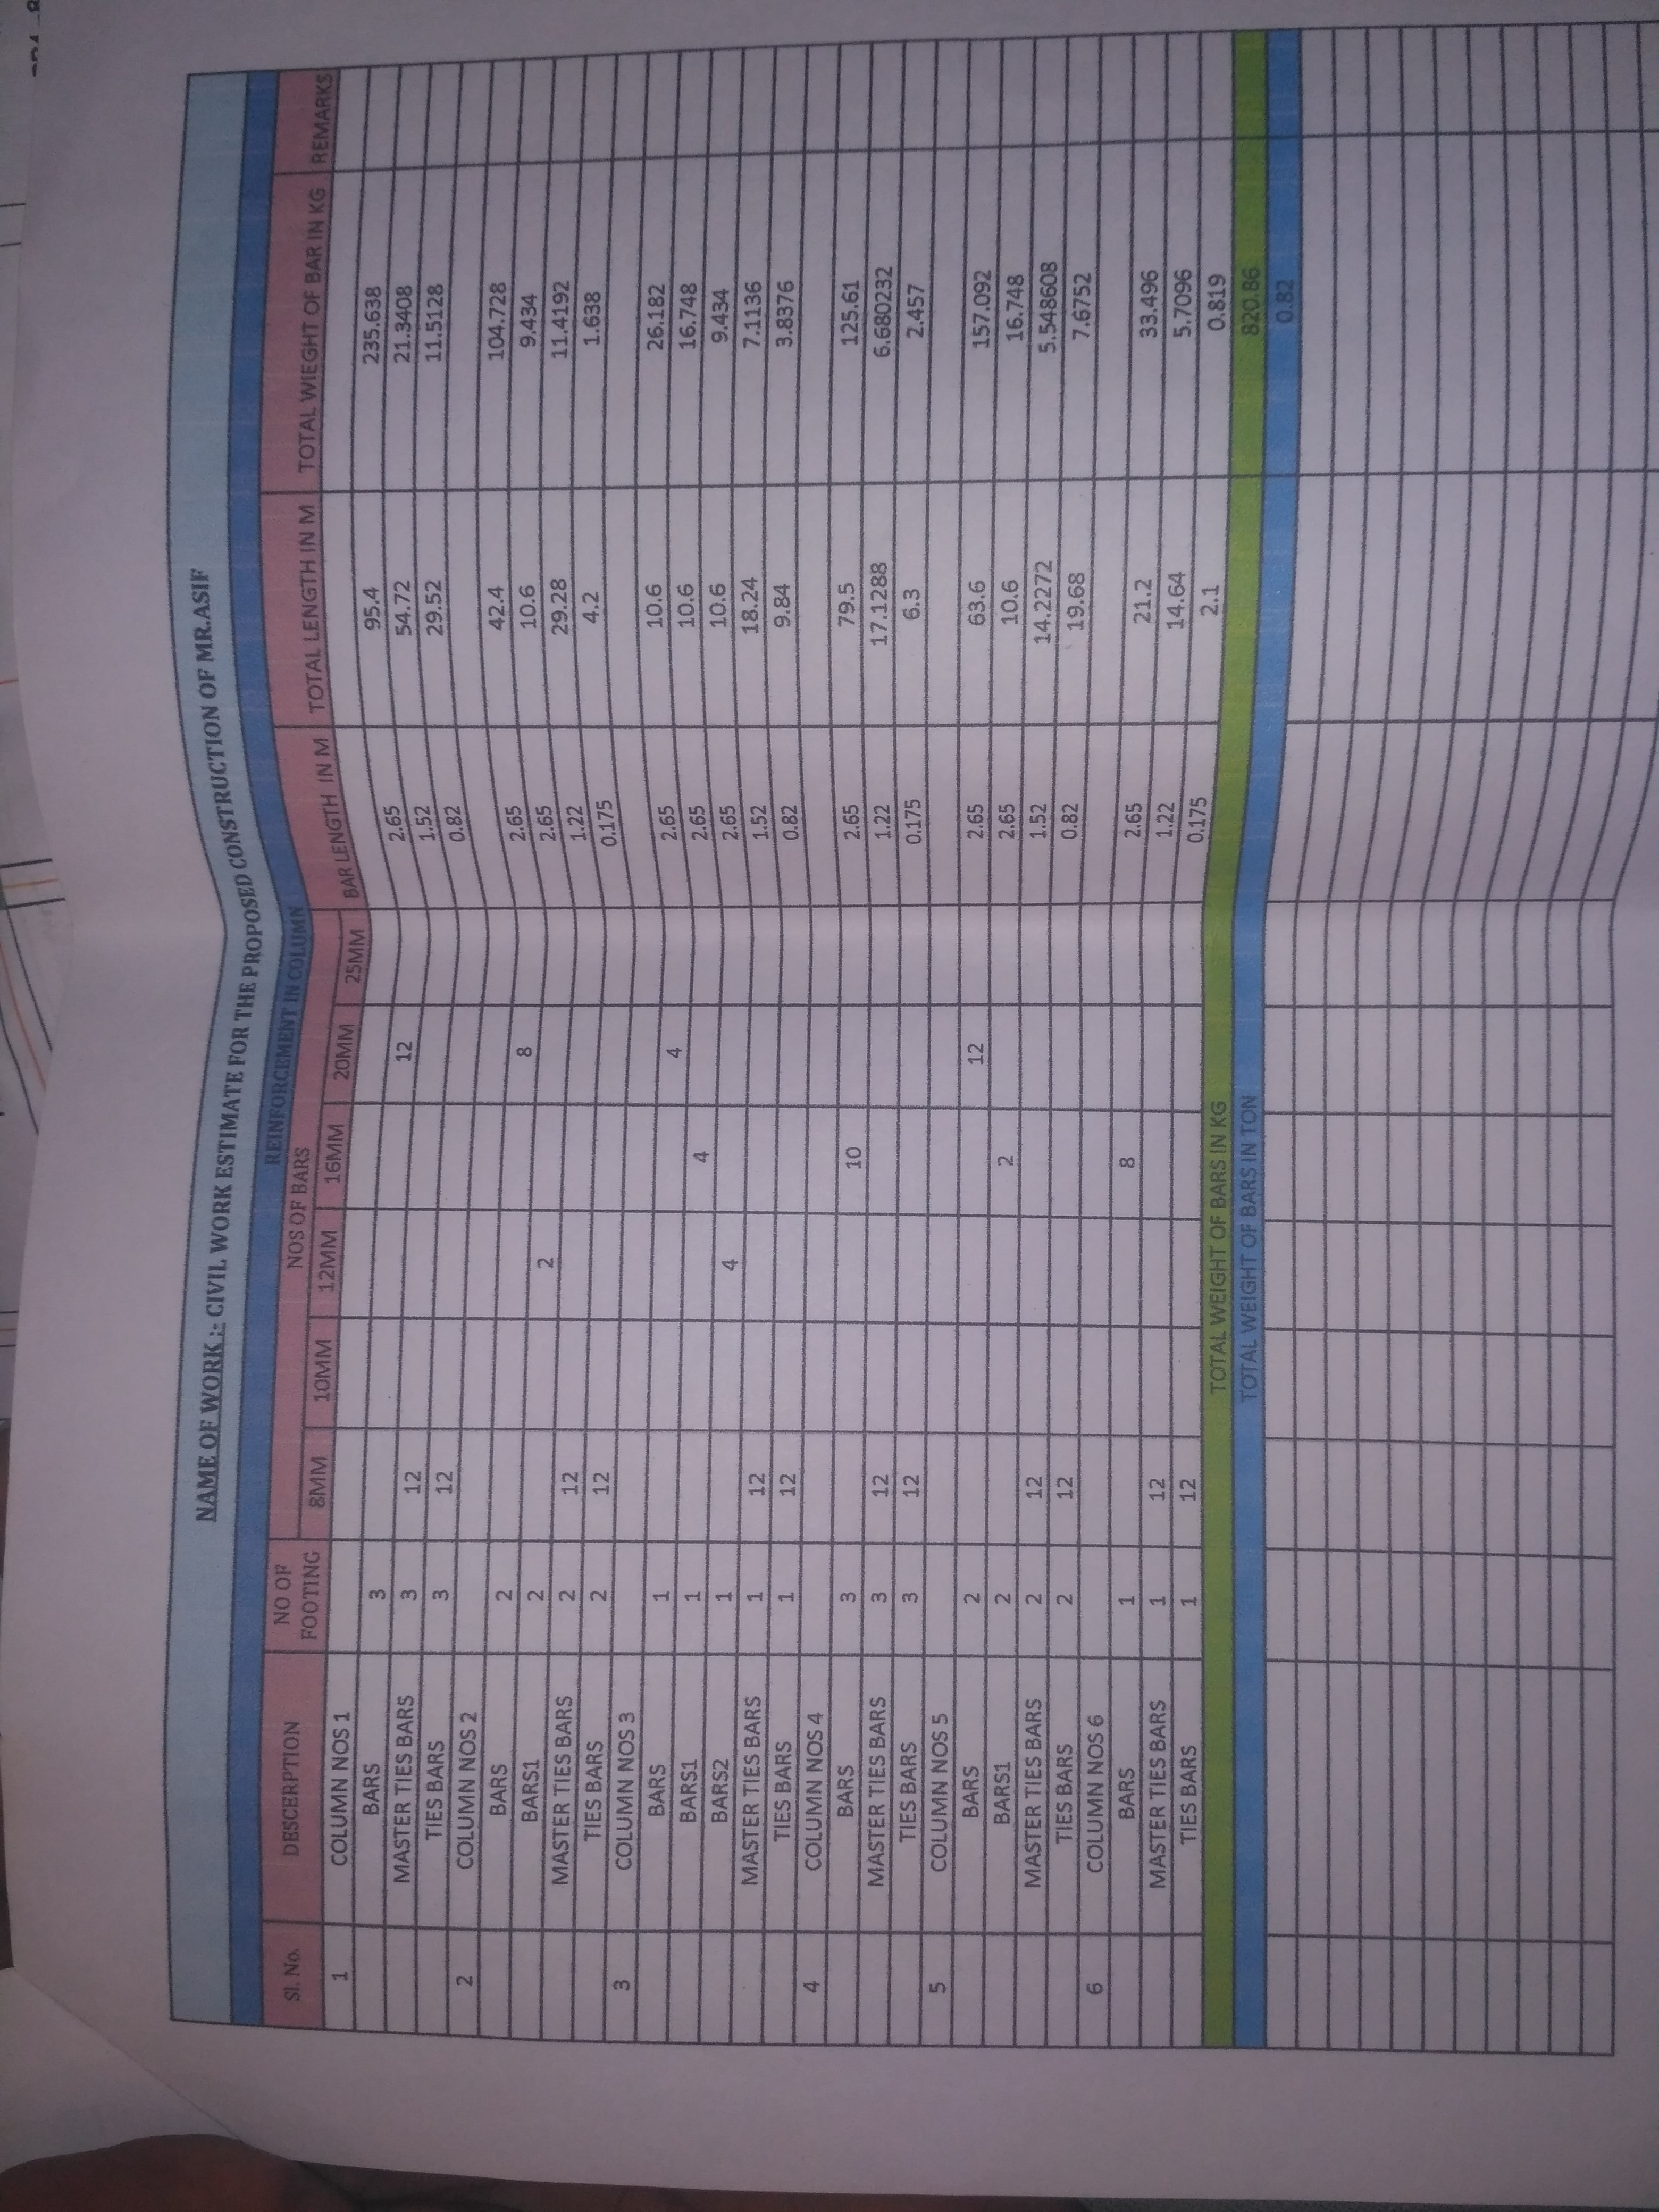 NAME OF WORK :- CIVIL WORK ESTIMATE FOR THE PROPOSED CONSTRUCTION OF MR.ASIF
REINFORCEMENT IN COLUMN
Sl. No. DESCERPTION NO OF FOOTING NOS OF BARS BAR LENGTH IN M TOTAL LENGTH IN M TOTAL WIEGHT OF BAR IN KG REMARKS
8MM 10MM 12MM 16MM 20MM 25MM
1 COLUMN NOS 1
BARS 3 12 2.65 95.4 235.638
MASTER TIES BARS 3 12 1.52 54.72 21.3408
TIES BARS 3 12 0.82 29.52 11.5128
2 COLUMN NOS 2
BARS 2 8 2.65 42.4 104.728
BARS1 2 2 2.65 10.6 9.434
MASTER TIES BARS 2 12 1.22 29.28 11.4192
TIES BARS 2 12 0.175 4.2 1.638
3 COLUMN NOS 3
BARS 1 4 2.65 10.6 26.182
BARS1 1 4 2.65 10.6 16.748
BARS2 1 4 2.65 10.6 9.434
MASTER TIES BARS 1 12 1.52 18.24 7.1136
TIES BARS 1 12 0.82 9.84 3.8376
4 COLUMN NOS 4
BARS 3 10 2.65 79.5 125.61
MASTER TIES BARS 3 12 1.22 17.1288 6.680232
TIES BARS 3 12 0.175 6.3 2.457
5 COLUMN NOS 5
BARS 2 12 2.65 63.6 157.092
BARS1 2 2 2.65 10.6 16.748
MASTER TIES BARS 2 12 1.52 14.2272 5.548608
TIES BARS 2 12 0.82 19.68 7.6752
6 COLUMN NOS 6
BARS 1 8 2.65 21.2 33.496
MASTER TIES BARS 1 12 1.22 14.64 5.7096
TIES BARS 1 12 0.175 2.1 0.819
TOTAL WEIGHT OF BARS IN KG 820.86
TOTAL WEIGHT OF BARS IN TON 0.82